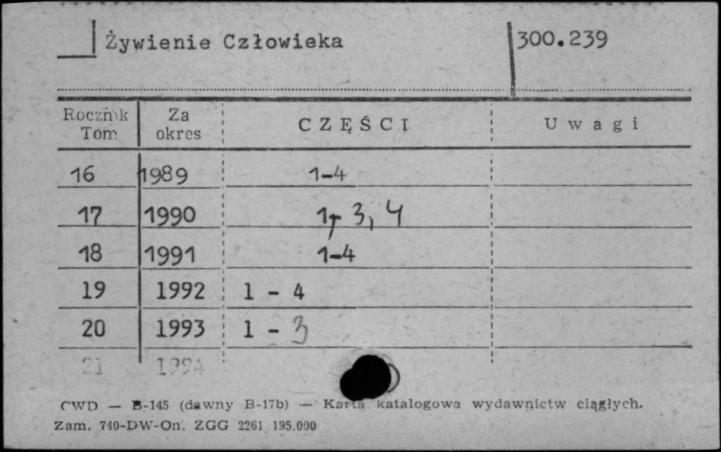 Żywienie Człowieka 300.239
Rocznik Tom Za okres CZĘŚCI Uwagi
16 1989 1-4
17 1990 1, 3, 4
18 1991 1-4
19 1992 1 - 4
20 1993 1 - 3
21 1994
CWD — B-145 (dawny B-17b) — Karta katalogowa wydawnictw ciągłych.
Zam. 740-DW-On. ZGG 2261 195.000